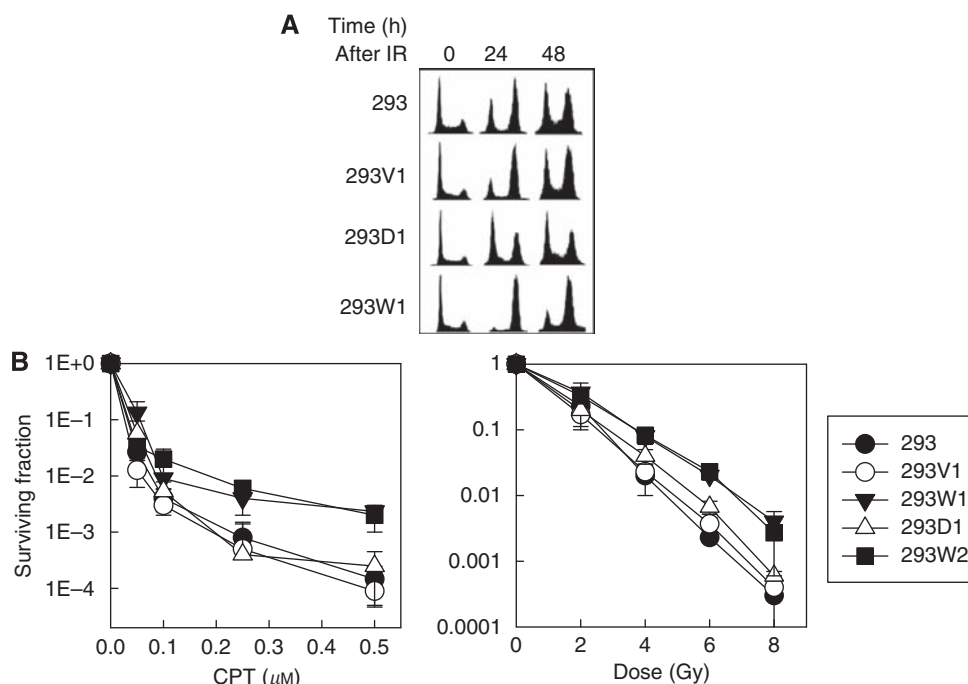 A Time (h)
After IR 0 24 48
293
293V1
293D1
293W1
B
Surviving fraction
1E+0
1E–1
1E–2
1E–3
1E–4
0.0 0.1 0.2 0.3 0.4 0.5
CPT (μM)
1
0.1
0.01
0.001
0.0001
0 2 4 6 8
Dose (Gy)
293
293V1
293W1
293D1
293W2